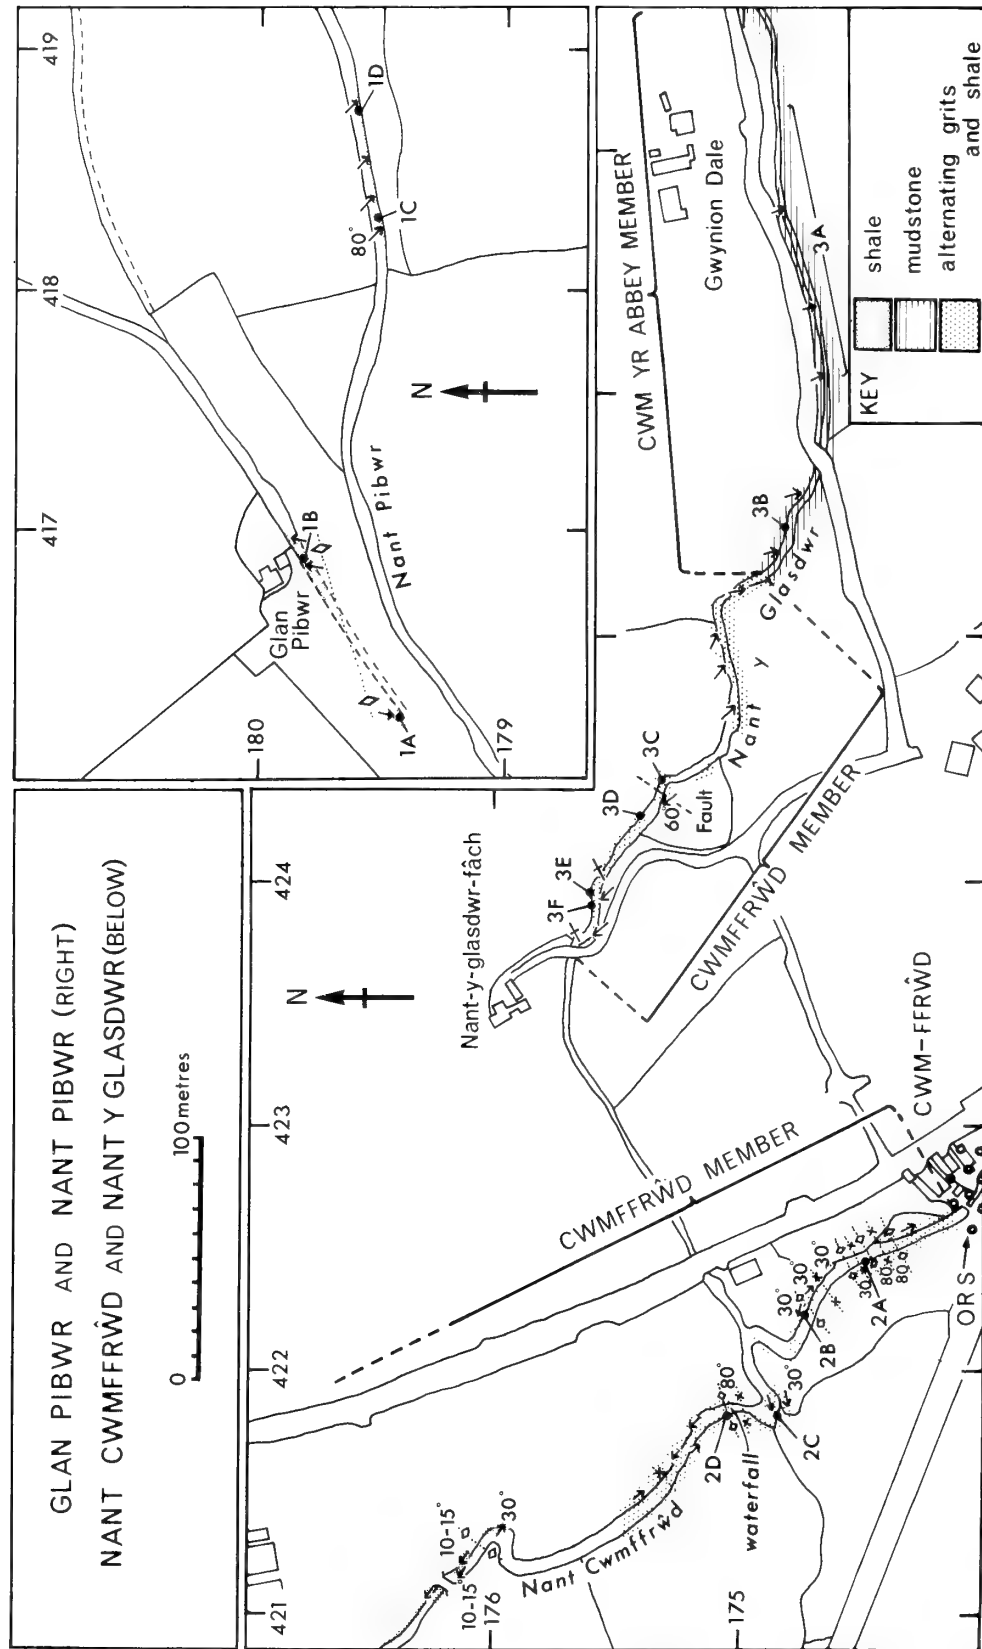 GLAN PIBWR AND NANT PIBWR (RIGHT)
NANT CWMFFRŴD AND NANT Y GLASDWR (BELOW)
0 100 metres
417
418
419
180
179
Glan
Pibwr
1A
1B
80°
1C
1D
Nant Pibwr
N
421
422
423
424
176
175
N
10-15°
10-15°
30°
Nant Cwmffrŵd
2D
80°
waterfall
2C
30°
2B
30°
30°
30°
2A
30
80
80
ORS
CWM-FFRŴD
CWMFFRŴD MEMBER
Nant-y-glasdwr-fâch
3F
3E
3D
3C
60°
Fault
CWMFFRŴD MEMBER
Nant y Glasdwr
3B
3A
CWM YR ABBEY MEMBER
Gwynion Dale
KEY
shale
mudstone
alternating grits
and shale